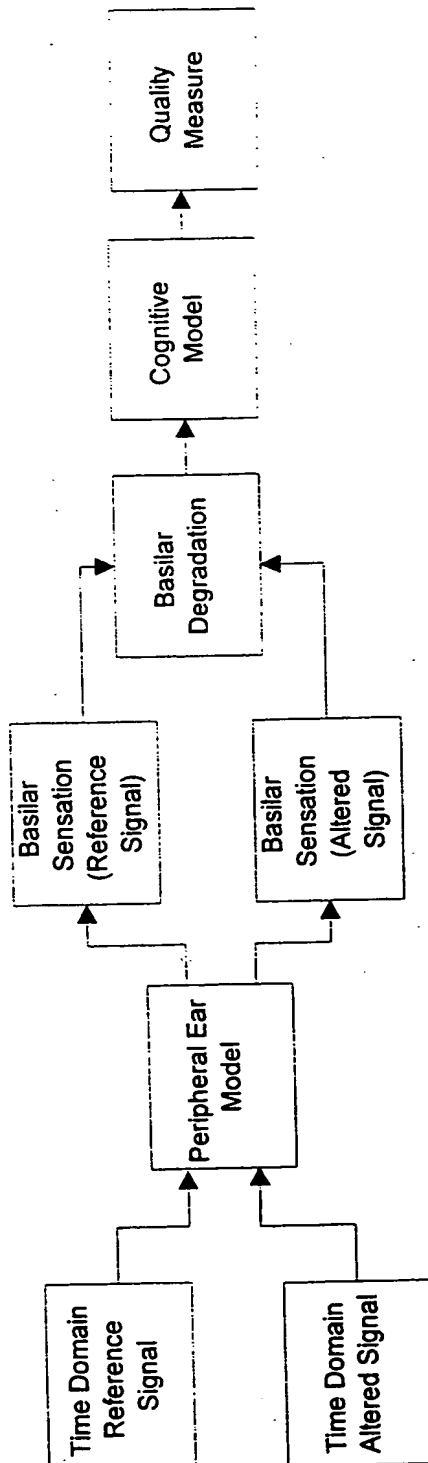 Time Domain
Reference
Signal
Time Domain
Altered Signal
Peripheral Ear
Model
Basilar
Sensation
(Reference
Signal)
Basilar
Sensation
(Altered
Signal)
Basilar
Degradation
Cognitive
Model
Quality
Measure